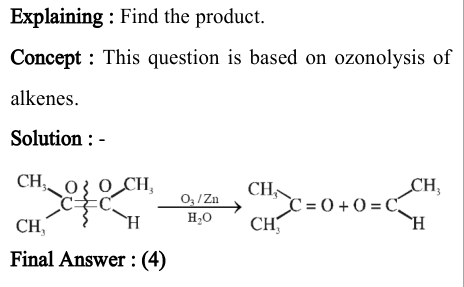 Explaining : Find the product.
Concept : This question is based on ozonolysis of
alkenes.
Solution : -
CH₃ O O CH₃ O₃ / Zn CH₃ CH₃
C C H₂O C = O + O = C
CH₃ H CH₃ H
Final Answer : (4)